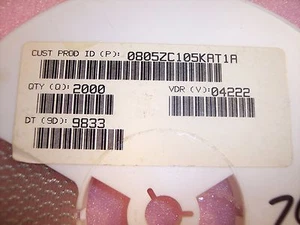 CUST PROD ID (P): 0805ZC105KAT1A
QTY (Q): 2000
VDR (V): 04222
DT (9D): 9833